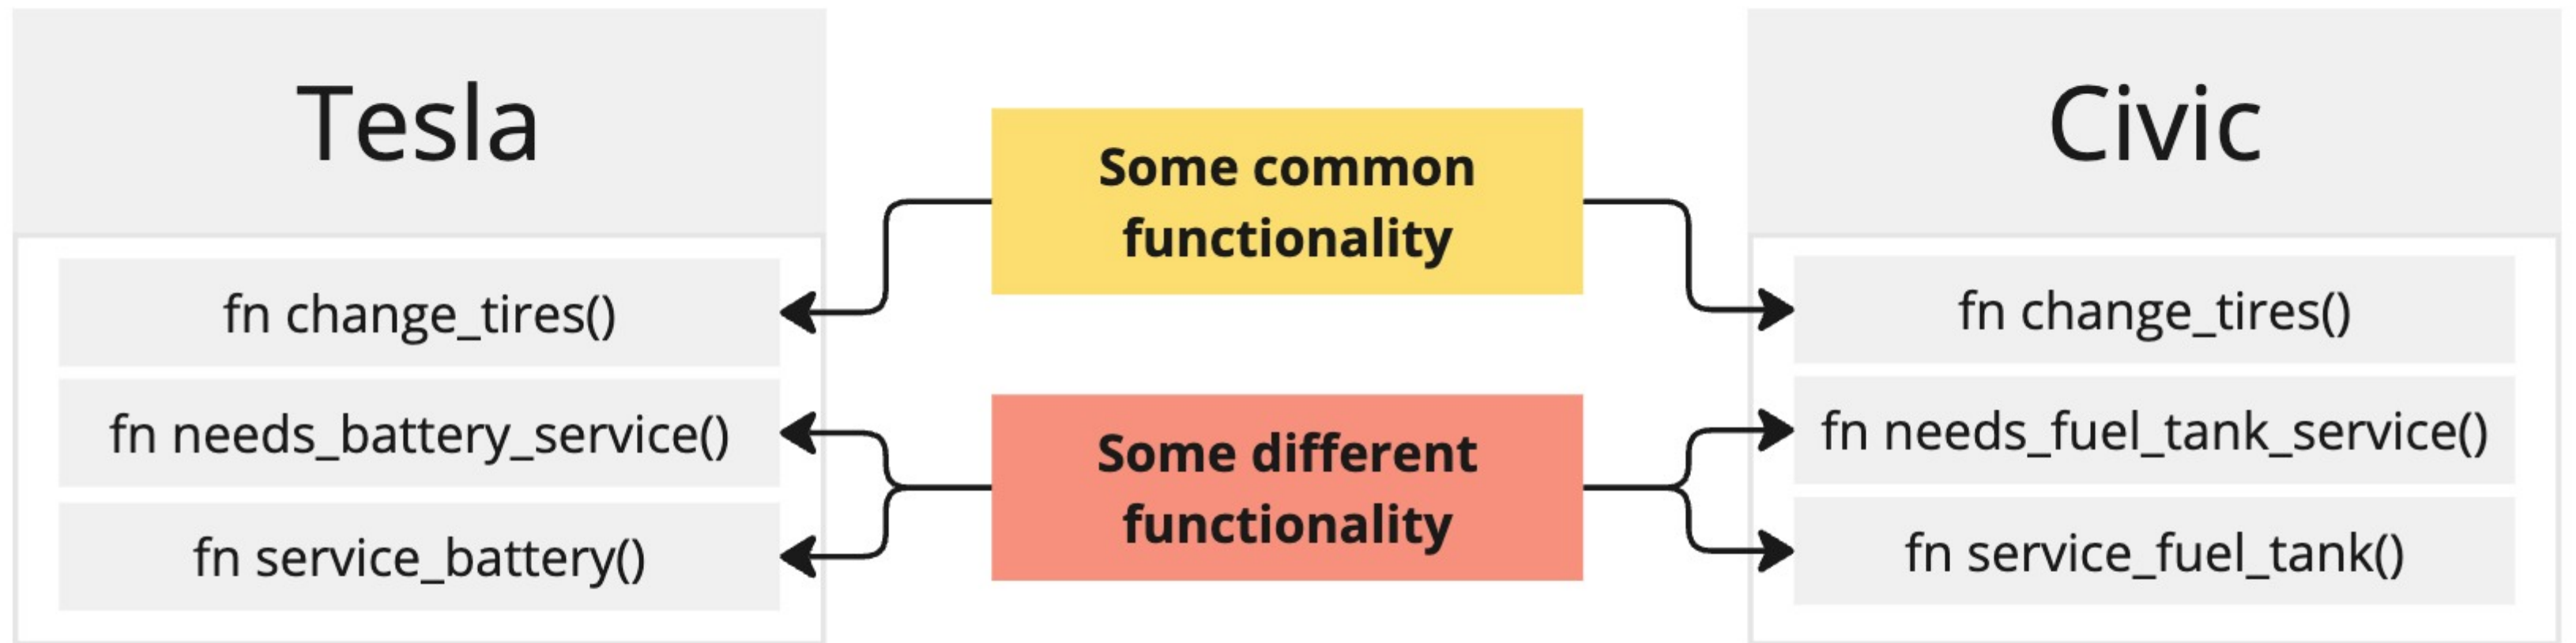 Tesla
fn change_tires()
fn needs_battery_service()
fn service_battery()
Some common
functionality
Some different
functionality
Civic
fn change_tires()
fn needs_fuel_tank_service()
fn service_fuel_tank()